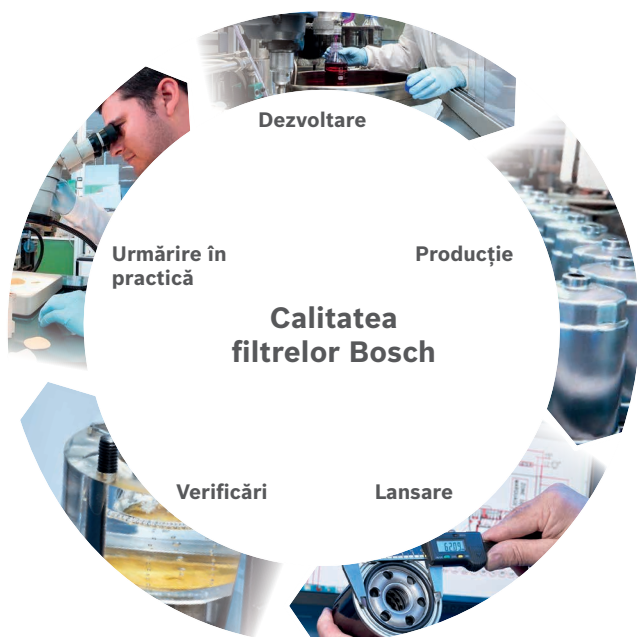 Dezvoltare
Producție
Urmărire în
practică
Calitatea
filtrelor Bosch
Verificări
Lansare